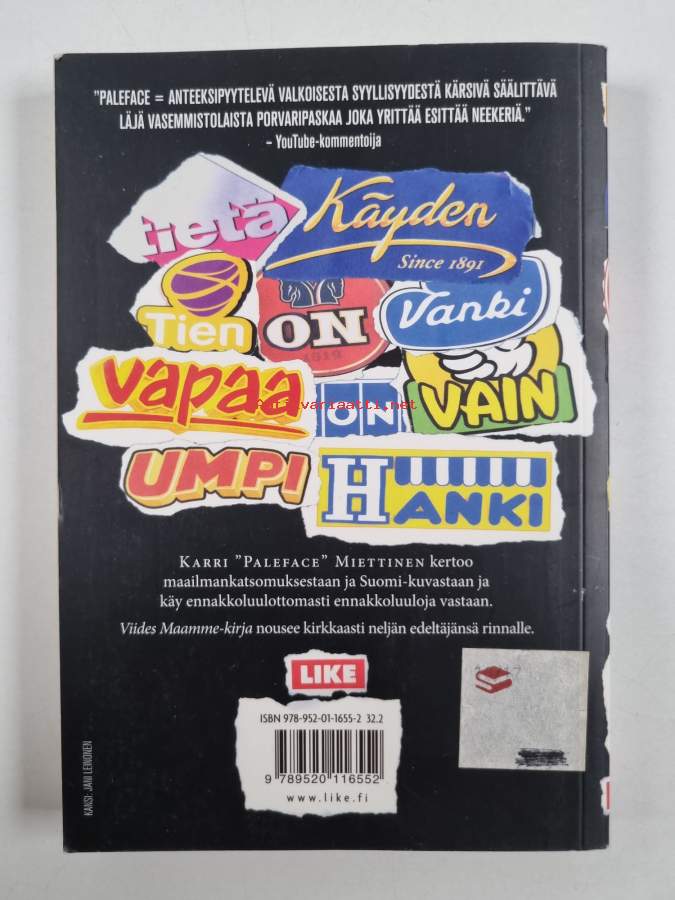 "PALEFACE = ANTEEKSIPYYTELEVÄ VALKOISESTA SYYLLISYYDESTÄ KÄRSIVÄ SÄÄLITTÄVÄ
LÄJÄ VASEMMISTOLAISTA PORVARIPASKAA JOKA YRITTÄÄ ESITTÄÄ NEEKERIÄ."
– YouTube-kommentoija
tietä
Käyden
Since 1891
Tien
ON
1919
Vanki
vapaa
ON
VAIN
antikvariaatti.net
UMPI
HANKI
KARRI "PALEFACE" MIETTINEN kertoo
maailmankatsomuksestaan ja Suomi-kuvastaan ja
käy ennakkoluulottomasti ennakkoluuloja vastaan.
Viides Maamme-kirja nousee kirkkaasti neljän edeltäjänsä rinnalle.
LIKE
ISBN 978-952-01-1655-2 32.2
9 789520 116552
www.like.fi
KANSI: JANI LEINONEN